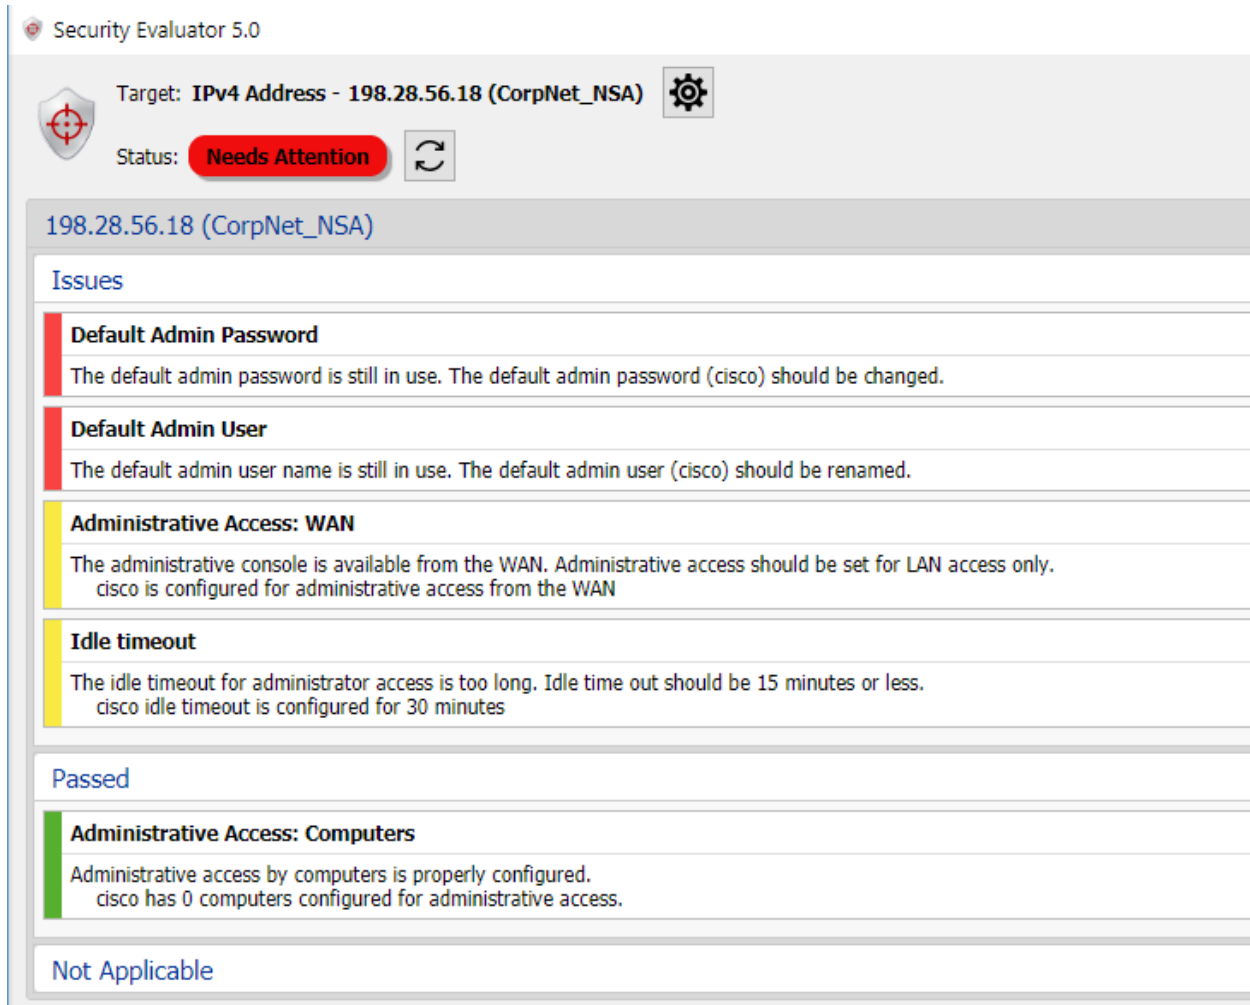 Security Evaluator 5.0
Target: IPv4 Address - 198.28.56.18 (CorpNet_NSA)
Status: Needs Attention
198.28.56.18 (CorpNet_NSA)
Issues
Default Admin Password
The default admin password is still in use. The default admin password (cisco) should be changed.
Default Admin User
The default admin user name is still in use. The default admin user (cisco) should be renamed.
Administrative Access: WAN
The administrative console is available from the WAN. Administrative access should be set for LAN access only.
cisco is configured for administrative access from the WAN
Idle timeout
The idle timeout for administrator access is too long. Idle time out should be 15 minutes or less.
cisco idle timeout is configured for 30 minutes
Passed
Administrative Access: Computers
Administrative access by computers is properly configured.
cisco has 0 computers configured for administrative access.
Not Applicable